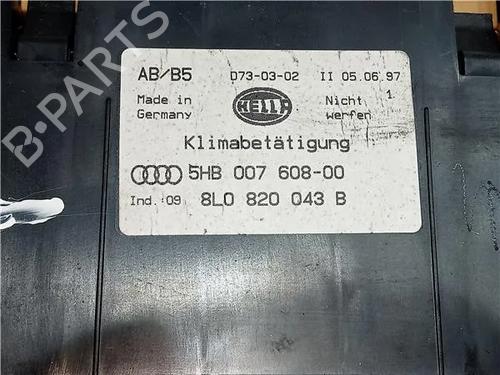 AB/B5 D73-03-02 II 05.06.97
Made in Germany
HELLA
Nicht werfen
1
Klimabetätigung
5HB 007 608-00
Ind.:09 8L0 820 043 B
B-PARTS